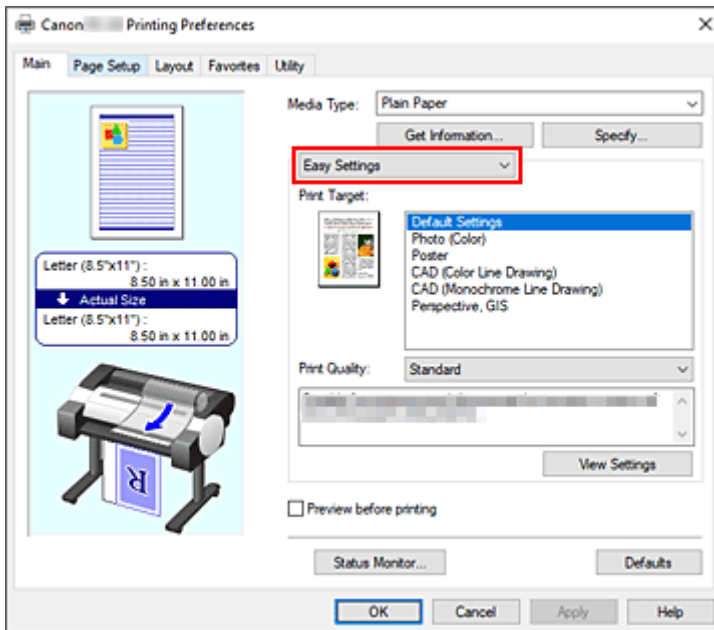 Canon Printing Preferences
Main Page Setup Layout Favorites Utility
Media Type: Plain Paper
Get Information... Specify...
Easy Settings
Print Target:
Default Settings
Photo (Color)
Poster
CAD (Color Line Drawing)
CAD (Monochrome Line Drawing)
Perspective, GIS
Letter (8.5"x11") :
8.50 in x 11.00 in
Actual Size
Letter (8.5"x11") :
8.50 in x 11.00 in
Print Quality: Standard
View Settings
R
Preview before printing
Status Monitor... Defaults
OK Cancel Apply Help